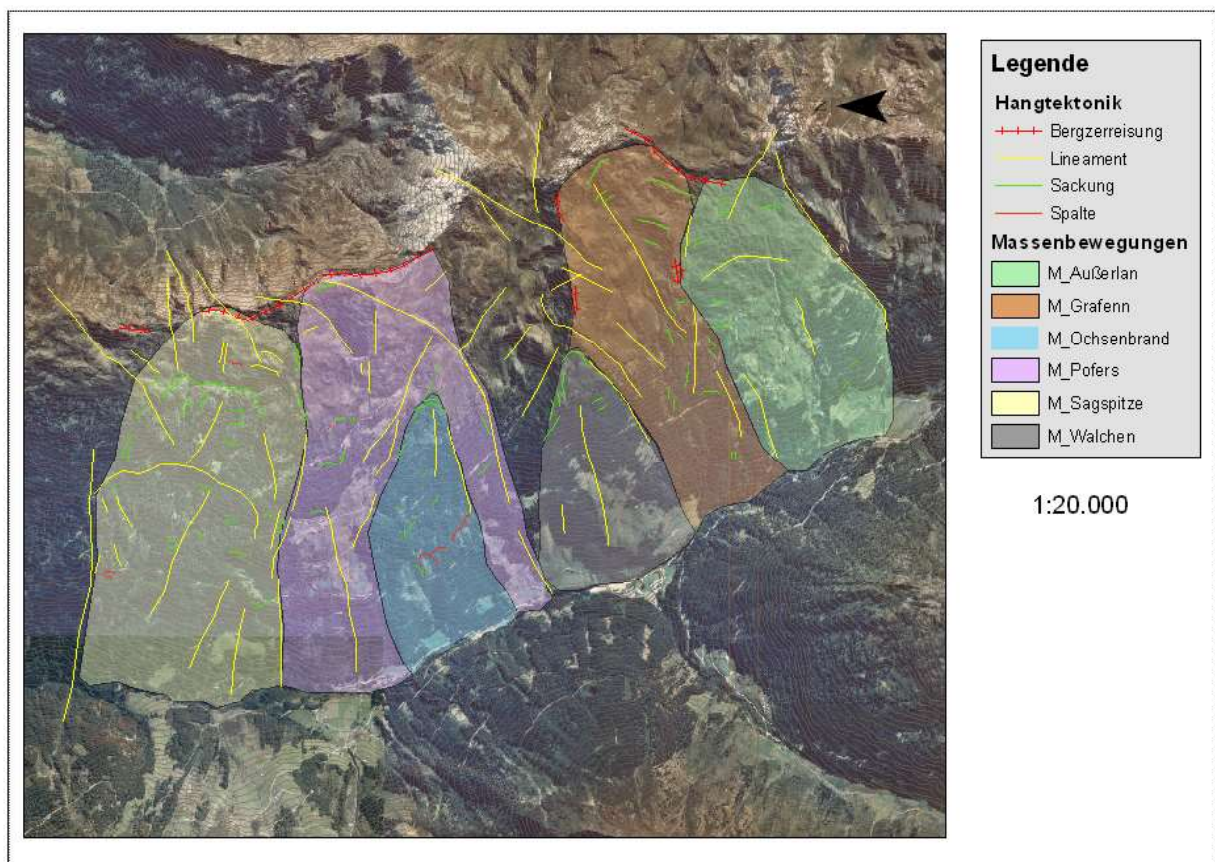 Legende
Hangtektonik
Bergzerreisung
Lineament
Sackung
Spalte
Massenbewegungen
M_Außerlan
M_Grafenn
M_Ochsenbrand
M_Pofers
M_Sagspitze
M_Walchen
1:20.000